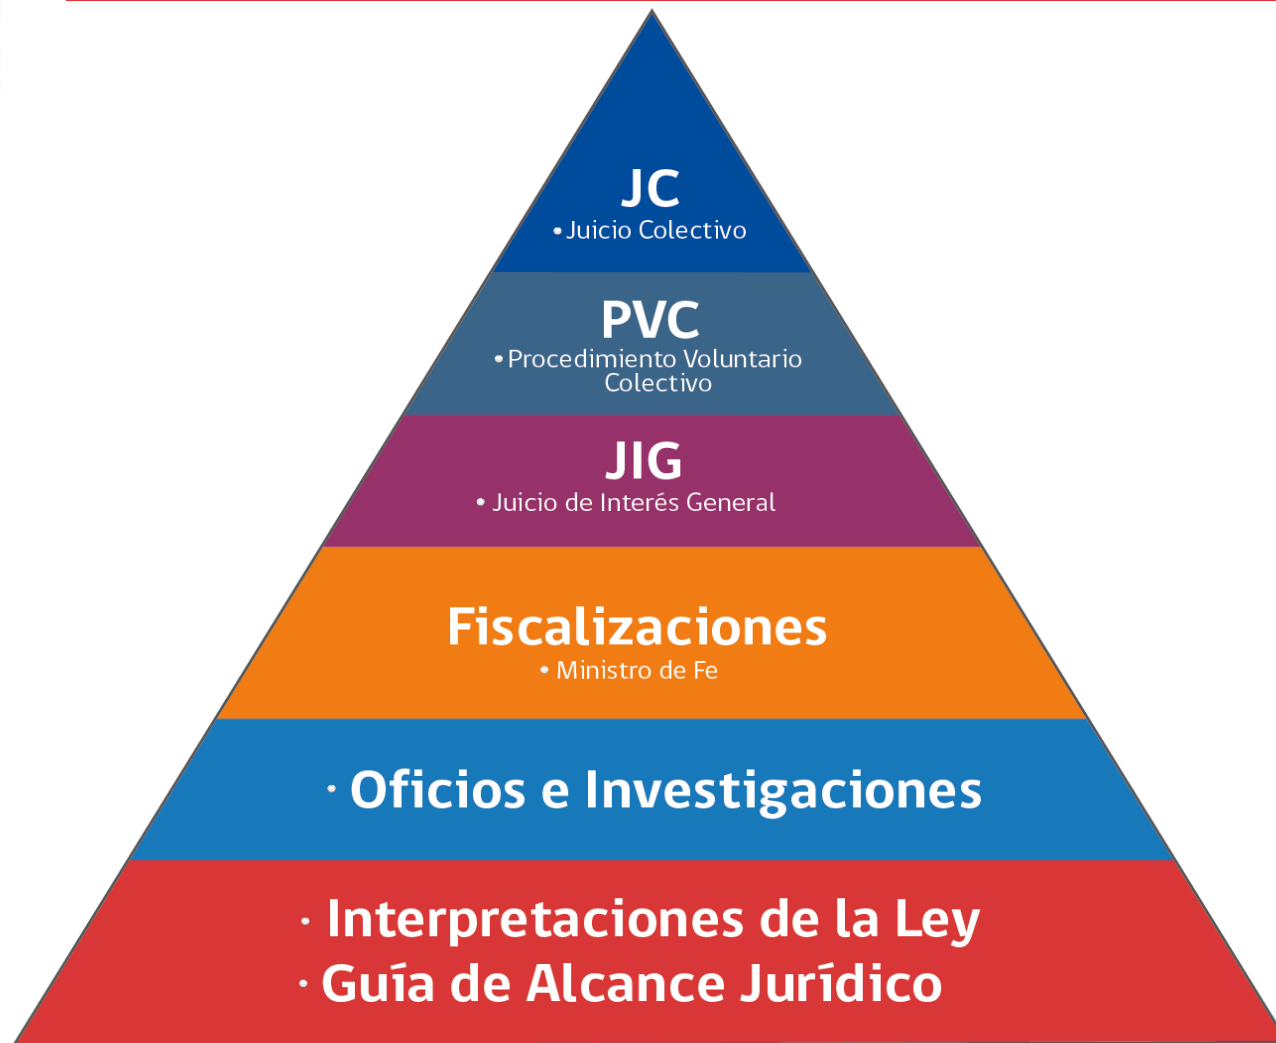 JC
• Juicio Colectivo
PVC
• Procedimiento Voluntario
Colectivo
JIG
• Juicio de Interés General
Fiscalizaciones
• Ministro de Fe
· Oficios e Investigaciones
· Interpretaciones de la Ley
· Guía de Alcance Jurídico